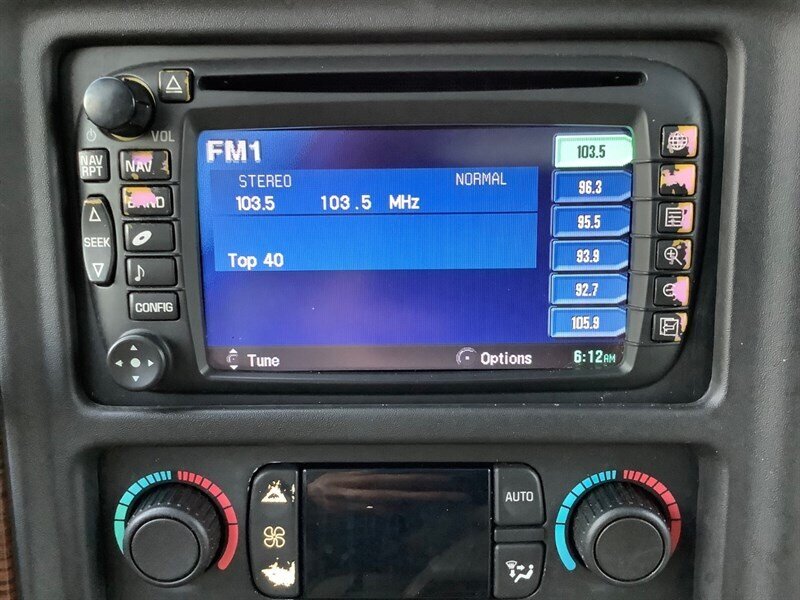 VOL
NAV RPT
NAV
BAND
SEEK
CONFIG
FM1
STEREO NORMAL
103.5 103.5 MHz
Top 40
Tune Options 6:12AM
103.5
96.3
95.5
93.9
92.7
105.9
AUTO